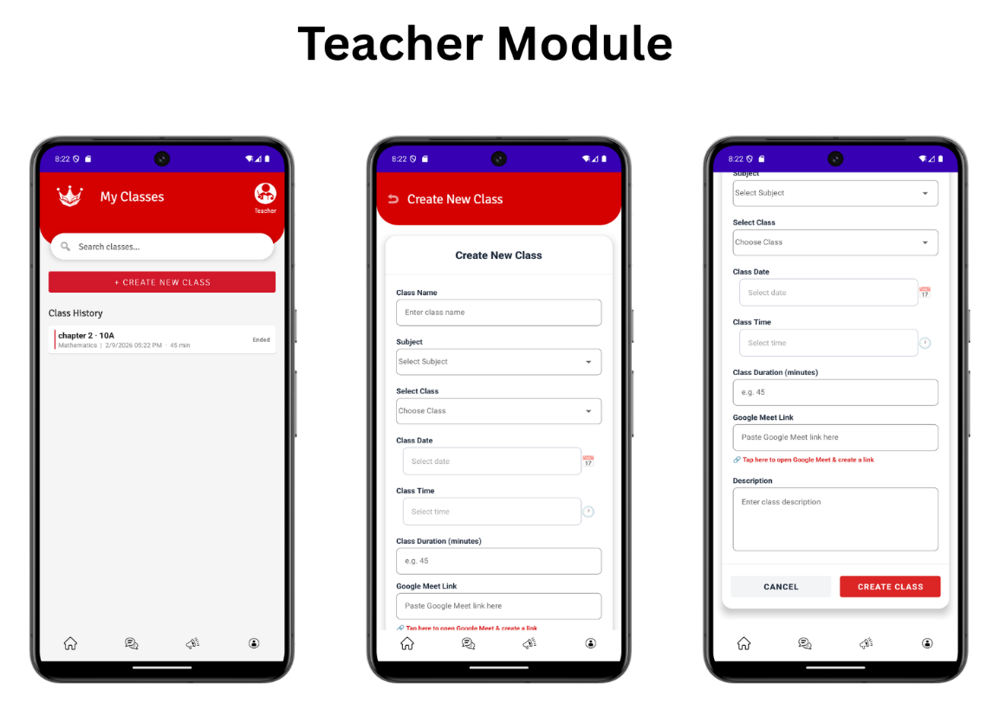 Teacher Module
8:22
My Classes
Teacher
Search classes...
+ CREATE NEW CLASS
Class History
chapter 2 · 10A
Mathematics | 2/9/2026 05:22 PM · 45 min
Ended
8:22
Create New Class
Create New Class
Class Name
Enter class name
Subject
Select Subject
Select Class
Choose Class
Class Date
Select date
17
Class Time
Select time
Class Duration (minutes)
e.g. 45
Google Meet Link
Paste Google Meet link here
Tap here to open Google Meet & create a link
8:22
Subject
Select Subject
Select Class
Choose Class
Class Date
Select date
17
Class Time
Select time
Class Duration (minutes)
e.g. 45
Google Meet Link
Paste Google Meet link here
Tap here to open Google Meet & create a link
Description
Enter class description
CANCEL
CREATE CLASS